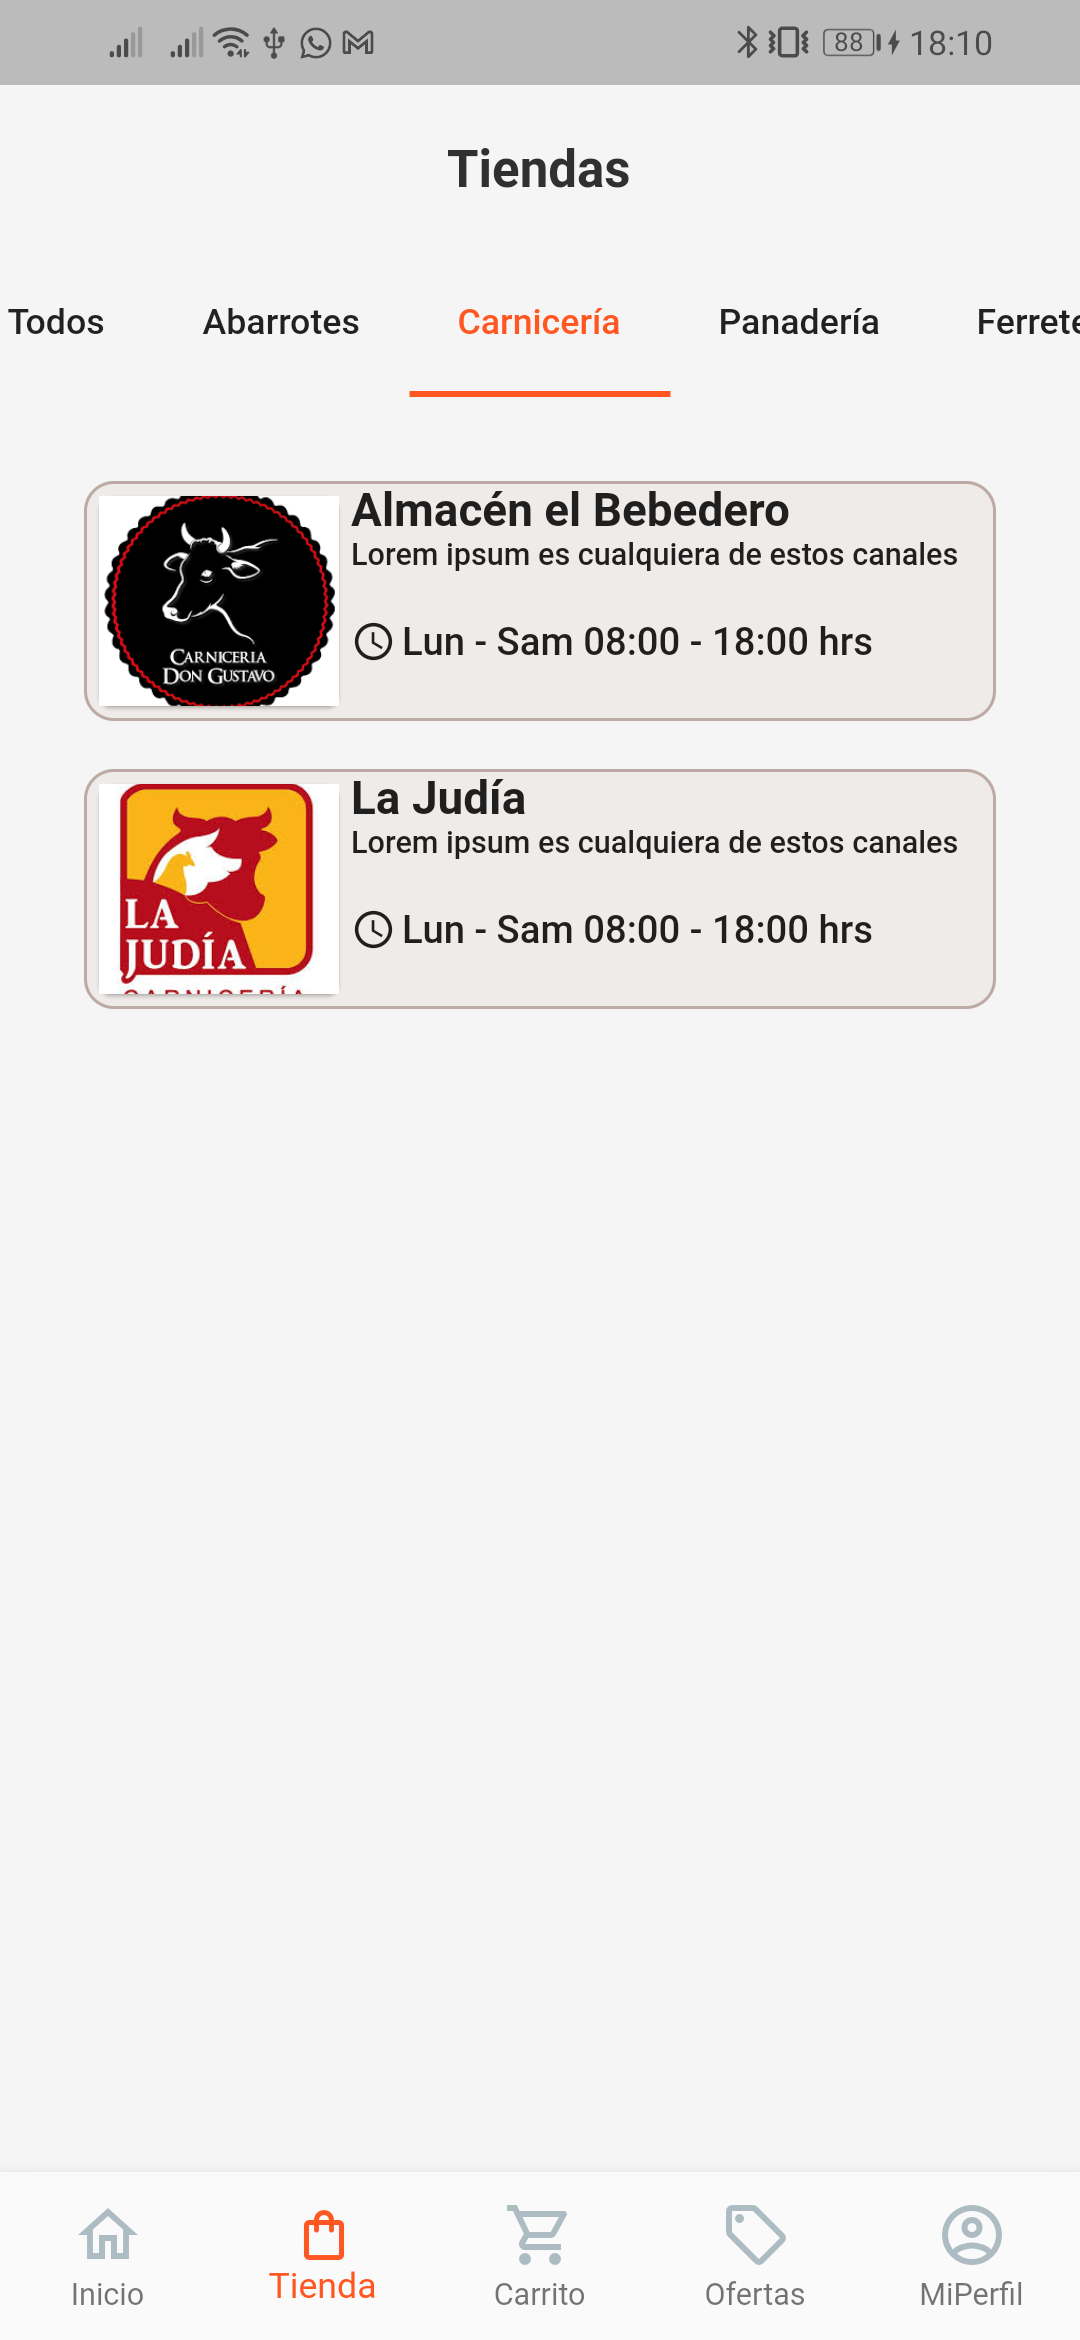 88 18:10
Tiendas
Todos Abarrotes Carnicería Panadería Ferrete
Almacén el Bebedero
Lorem ipsum es cualquiera de estos canales
Lun - Sam 08:00 - 18:00 hrs
CARNICERIA
DON GUSTAVO
La Judía
Lorem ipsum es cualquiera de estos canales
Lun - Sam 08:00 - 18:00 hrs
LA
JUDÍA
CARNICERÍA
Inicio Tienda Carrito Ofertas MiPerfil